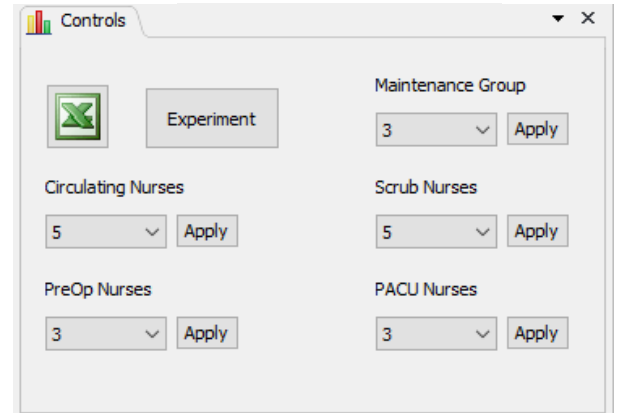 Controls
Maintenance Group
Experiment
3 Apply
Circulating Nurses Scrub Nurses
5 Apply 5 Apply
PreOp Nurses PACU Nurses
3 Apply 3 Apply